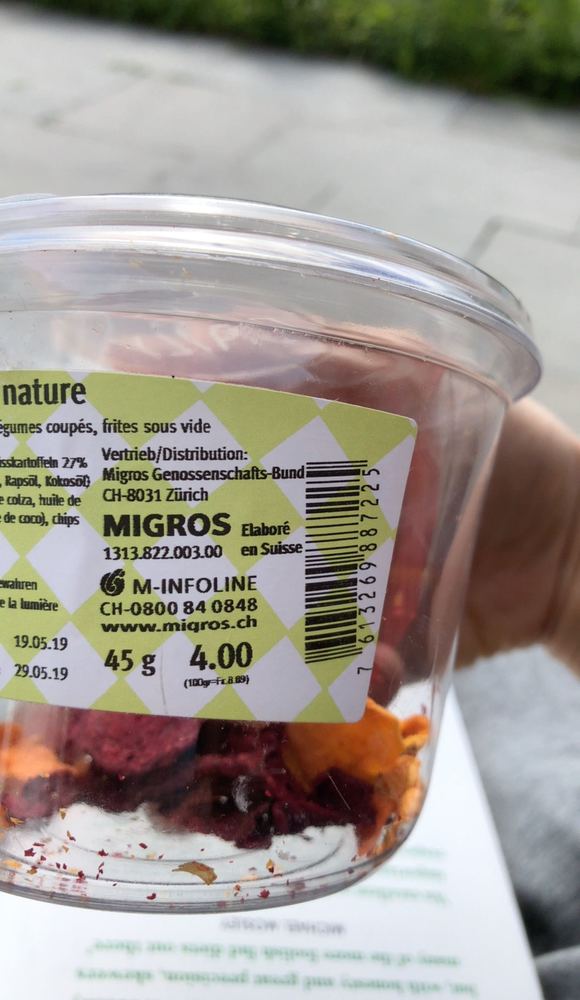 nature
égumes coupés, frites sous vide
sskartoffeln 27%
, Rapsöl, Kokosöl)
e colza, huile de
de coco), chips
ewahren
e la lumière
19.05.19
29.05.19
Vertrieb/Distribution:
Migros Genossenschafts-Bund
CH-8031 Zürich
MIGROS Elaboré
1313.822.003.00 en Suisse
M-INFOLINE
CH-0800 84 0848
www.migros.ch
45 g 4.00
(100g=Fr.8.89)
7 613269 887225